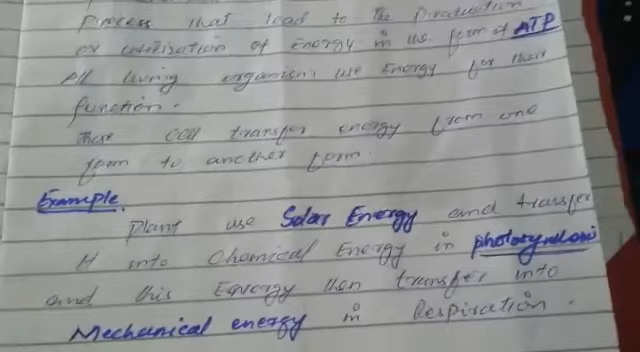 process that lead to the Production
or utilisation of Energy in the form of ATP
All living organisms use Energy for their
function.
that cell transfer energy from one
form to another form.
Example.
Plant use Solar Energy and transfer
it into Chemical Energy in photosynthesis
and this Energy then transfer into
Mechanical energy in Respiration.